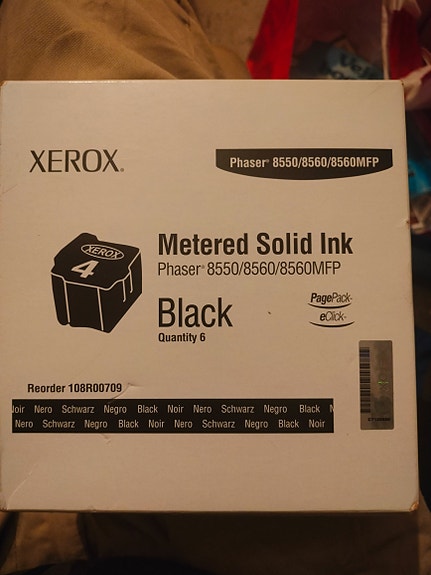 XEROX®
Phaser® 8550/8560/8560MFP
XEROX
4
Metered Solid Ink
Phaser® 8550/8560/8560MFP
Black
Quantity 6
PagePack™
eClick™
Reorder 108R00709
Noir Nero Schwarz Negro Black Noir Nero Schwarz Negro Black N
Nero Schwarz Negro Black Noir Nero Schwarz Negro Black Noir